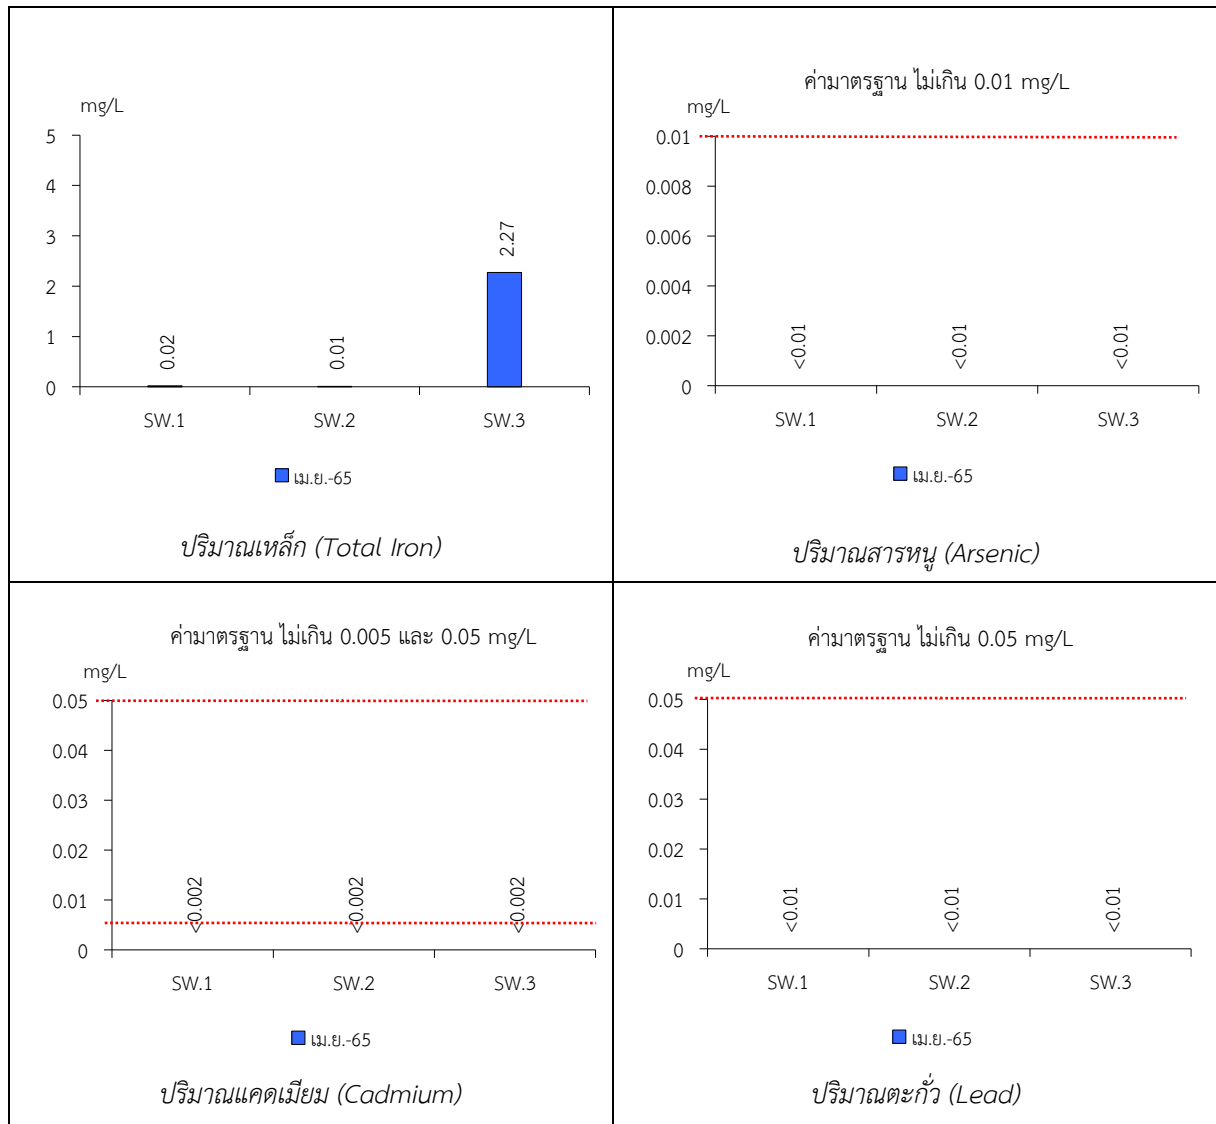 mg/L
5
4
3
2
1
0
0.02
0.01
2.27
SW.1 SW.2 SW.3
เม.ย.-65
ปริมาณเหล็ก (Total Iron)
ค่ามาตรฐาน ไม่เกิน 0.01 mg/L
mg/L
0.01
0.008
0.006
0.004
0.002
0
<0.01
<0.01
<0.01
SW.1 SW.2 SW.3
เม.ย.-65
ปริมาณสารหนู (Arsenic)
ค่ามาตรฐาน ไม่เกิน 0.005 และ 0.05 mg/L
mg/L
0.05
0.04
0.03
0.02
0.01
0
<0.002
<0.002
<0.002
SW.1 SW.2 SW.3
เม.ย.-65
ปริมาณแคดเมียม (Cadmium)
ค่ามาตรฐาน ไม่เกิน 0.05 mg/L
mg/L
0.05
0.04
0.03
0.02
0.01
0
<0.01
<0.01
<0.01
SW.1 SW.2 SW.3
เม.ย.-65
ปริมาณตะกั่ว (Lead)